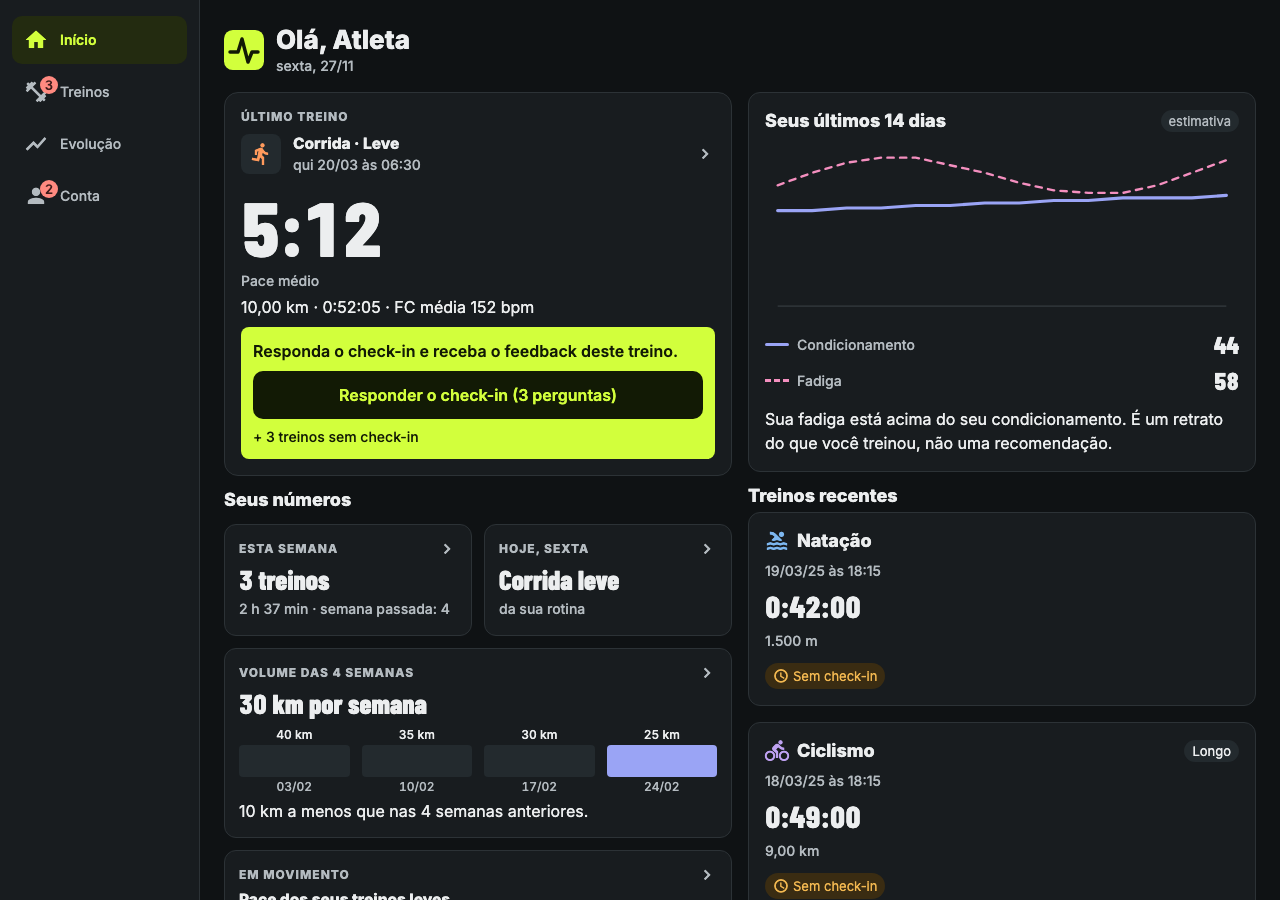 Início
3
Treinos
Evolução
2
Conta
Olá, Atleta
sexta, 27/11
ÚLTIMO TREINO
Corrida · Leve
qui 20/03 às 06:30
5:12
Pace médio
10,00 km · 0:52:05 · FC média 152 bpm
Responda o check-in e receba o feedback deste treino.
Responder o check-in (3 perguntas)
+ 3 treinos sem check-in
Seus números
ESTA SEMANA
3 treinos
2 h 37 min · semana passada: 4
HOJE, SEXTA
Corrida leve
da sua rotina
VOLUME DAS 4 SEMANAS
30 km por semana
40 km 35 km 30 km 25 km
03/02 10/02 17/02 24/02
10 km a menos que nas 4 semanas anteriores.
EM MOVIMENTO
Pace dos seus treinos leves
Seus últimos 14 dias
estimativa
Condicionamento 44
Fadiga 58
Sua fadiga está acima do seu condicionamento. É um retrato
do que você treinou, não uma recomendação.
Treinos recentes
Natação
19/03/25 às 18:15
0:42:00
1.500 m
Sem check-in
Ciclismo
Longo
18/03/25 às 18:15
0:49:00
9,00 km
Sem check-in